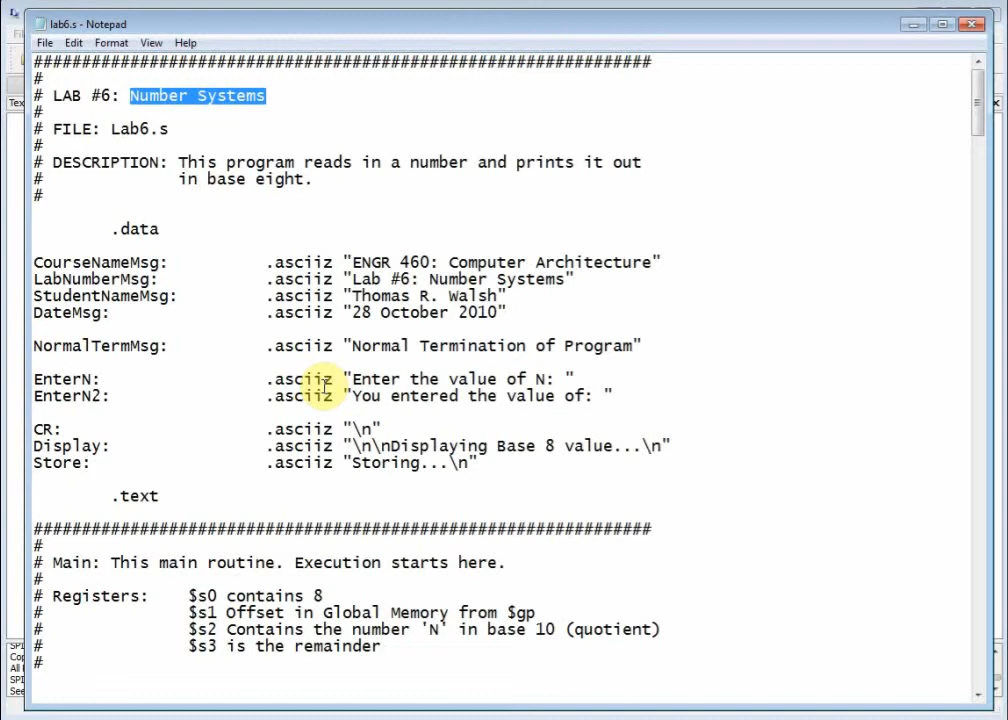 lab6.s - Notepad
File Edit Format View Help
################################################################
#
# LAB #6: Number Systems
#
# FILE: Lab6.s
#
# DESCRIPTION: This program reads in a number and prints it out
# in base eight.
#
.data
CourseNameMsg: .asciiz "ENGR 460: Computer Architecture"
LabNumberMsg: .asciiz "Lab #6: Number Systems"
StudentNameMsg: .asciiz "Thomas R. Walsh"
DateMsg: .asciiz "28 October 2010"
NormalTermMsg: .asciiz "Normal Termination of Program"
EnterN: .asciiz "Enter the value of N: "
EnterN2: .asciiz "You entered the value of: "
CR: .asciiz "\n"
Display: .asciiz "\n\nDisplaying Base 8 value...\n"
Store: .asciiz "Storing...\n"
.text
################################################################
#
# Main: This main routine. Execution starts here.
#
# Registers: $s0 contains 8
# $s1 Offset in Global Memory from $gp
# $s2 Contains the number 'N' in base 10 (quotient)
# $s3 is the remainder
#